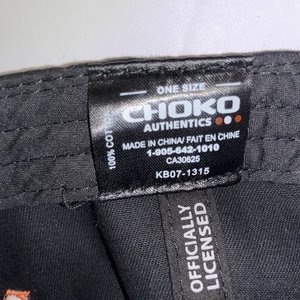 ONE SIZE
CHOKO
AUTHENTICS
MADE IN CHINA/ FAIT EN CHINE
1-905-642-1010
CA30625
KB07-1315
100% COTTON
OFFICIALLY
LICENSED